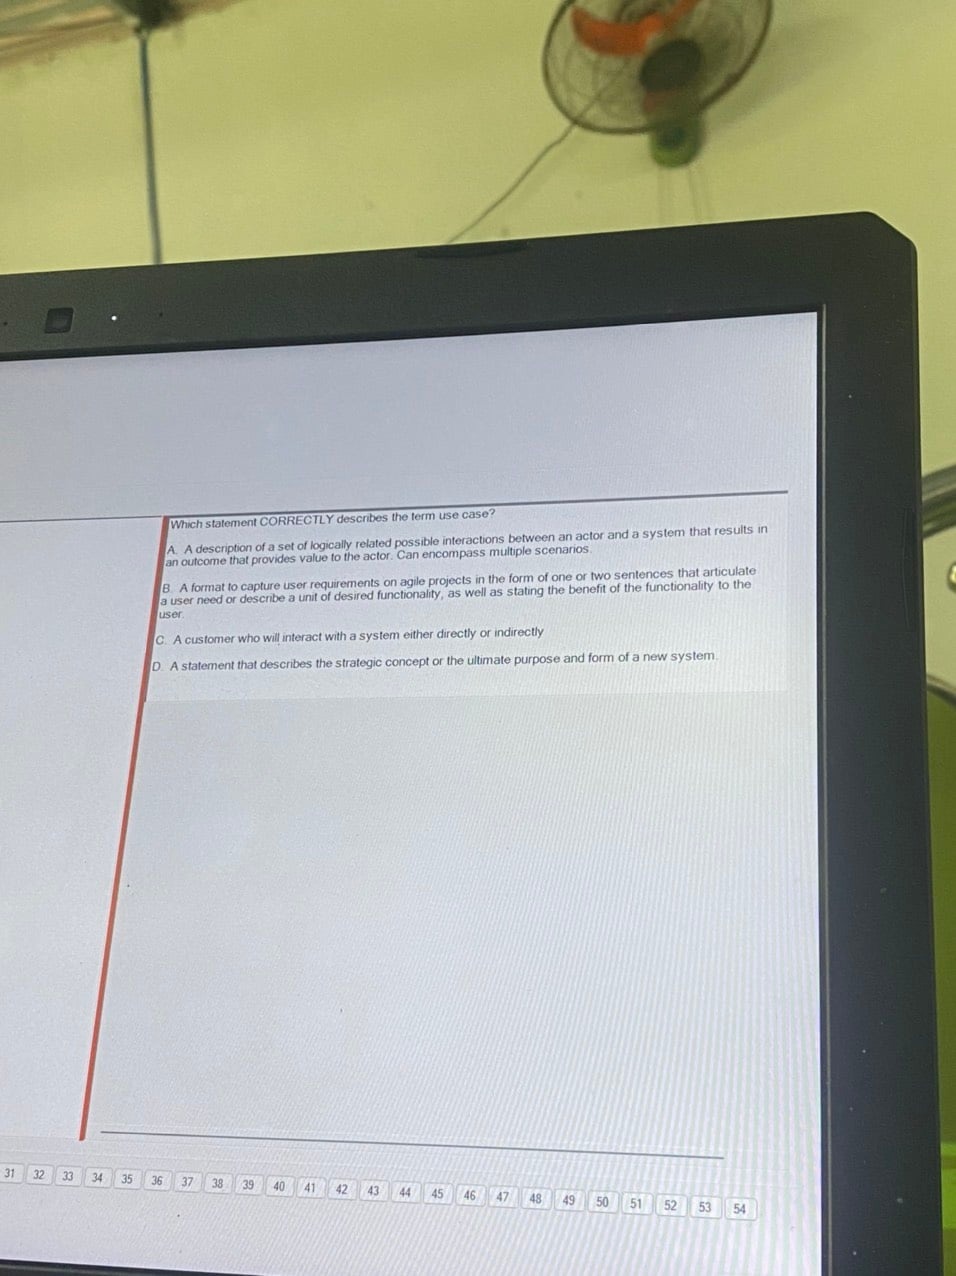 Which statement CORRECTLY describes the term use case?
A. A description of a set of logically related possible interactions between an actor and a system that results in
an outcome that provides value to the actor. Can encompass multiple scenarios.
B. A format to capture user requirements on agile projects in the form of one or two sentences that articulate
a user need or describe a unit of desired functionality, as well as stating the benefit of the functionality to the
user.
C. A customer who will interact with a system either directly or indirectly
D. A statement that describes the strategic concept or the ultimate purpose and form of a new system.
31 32 33 34 35 36 37 38 39 40 41 42 43 44 45 46 47 48 49 50 51 52 53 54